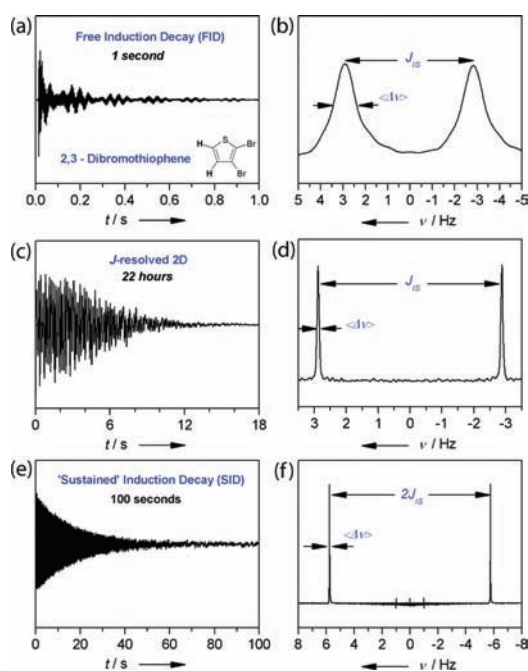 (a)
Free Induction Decay (FID)
1 second
2,3 - Dibromothiophene
H
H
S
Br
Br
0.0 0.2 0.4 0.6 0.8 1.0
t / s
(b)
J_IS
<Δν>
5 4 3 2 1 0 -1 -2 -3 -4 -5
ν / Hz
(c)
J-resolved 2D
22 hours
0 6 12 18
t / s
(d)
J_IS
<Δν>
3 2 1 0 -1 -2 -3
ν / Hz
(e)
'Sustained' Induction Decay (SID)
100 seconds
0 20 40 60 80 100
t / s
(f)
2J_IS
<Δν>
8 6 4 2 0 -2 -4 -6 -8
ν / Hz